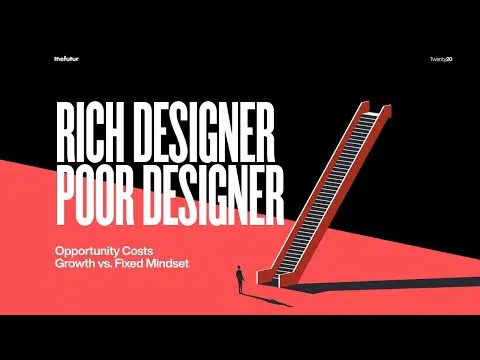 thefutur
Twenty20
RICH DESIGNER
POOR DESIGNER
Opportunity Costs
Growth vs. Fixed Mindset